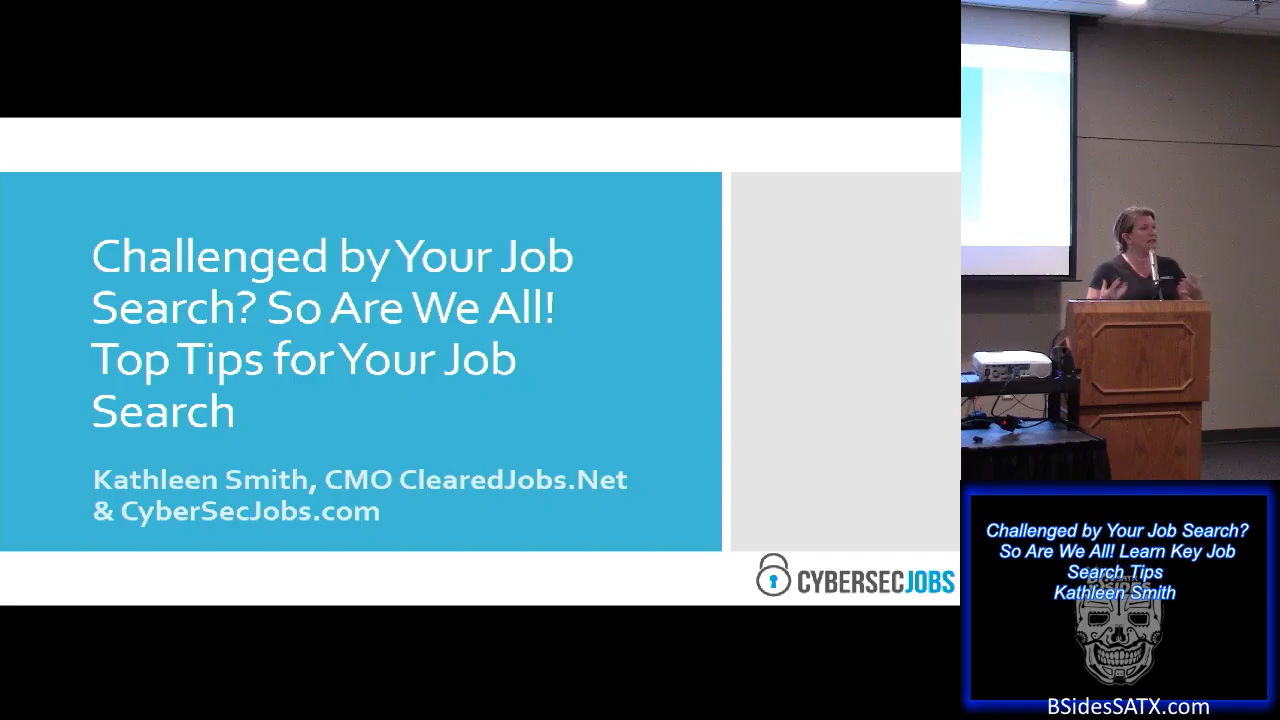 Challenged by Your Job
Search? So Are We All!
Top Tips for Your Job
Search
Kathleen Smith, CMO ClearedJobs.Net
& CyberSecJobs.com
CYBERSECJOBS
Challenged by Your Job Search?
So Are We All! Learn Key Job
Search Tips
Kathleen Smith
BSidesSATX.com